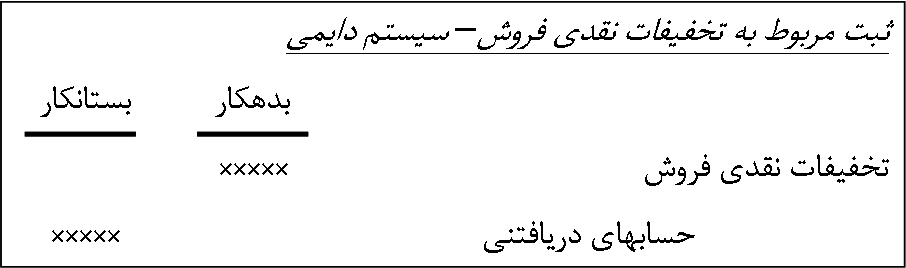 ثبت مربوط به تخفیفات نقدی فروش – سیستم دایمی
بدهکار بستانکار
تخفیفات نقدی فروش ×××××
حسابهای دریافتنی ×××××